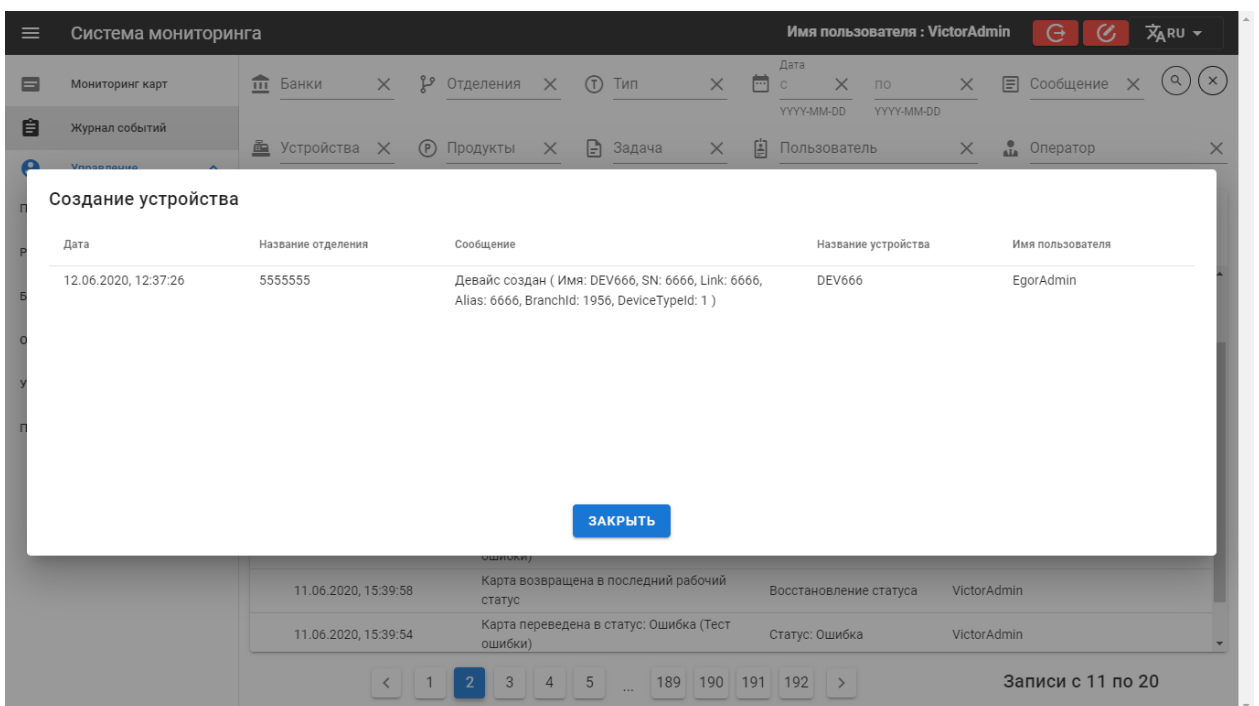 Система мониторинга
Имя пользователя : VictorAdmin
RU
Мониторинг карт
Банки
Отделения
Тип
Дата
с
по
Сообщение
YYYY-MM-DD
YYYY-MM-DD
Журнал событий
Устройства
Продукты
Задача
Пользователь
Оператор
Управление
Создание устройства
Дата
Название отделения
Сообщение
Название устройства
Имя пользователя
12.06.2020, 12:37:26
5555555
Девайс создан ( Имя: DEV666, SN: 6666, Link: 6666,
Alias: 6666, BranchId: 1956, DeviceTypeId: 1 )
DEV666
EgorAdmin
ЗАКРЫТЬ
ошибки)
11.06.2020, 15:39:58
Карта возвращена в последний рабочий
статус
Восстановление статуса
VictorAdmin
11.06.2020, 15:39:54
Карта переведена в статус: Ошибка (Тест
ошибки)
Статус: Ошибка
VictorAdmin
1 2 3 4 5 ... 189 190 191 192
Записи с 11 по 20